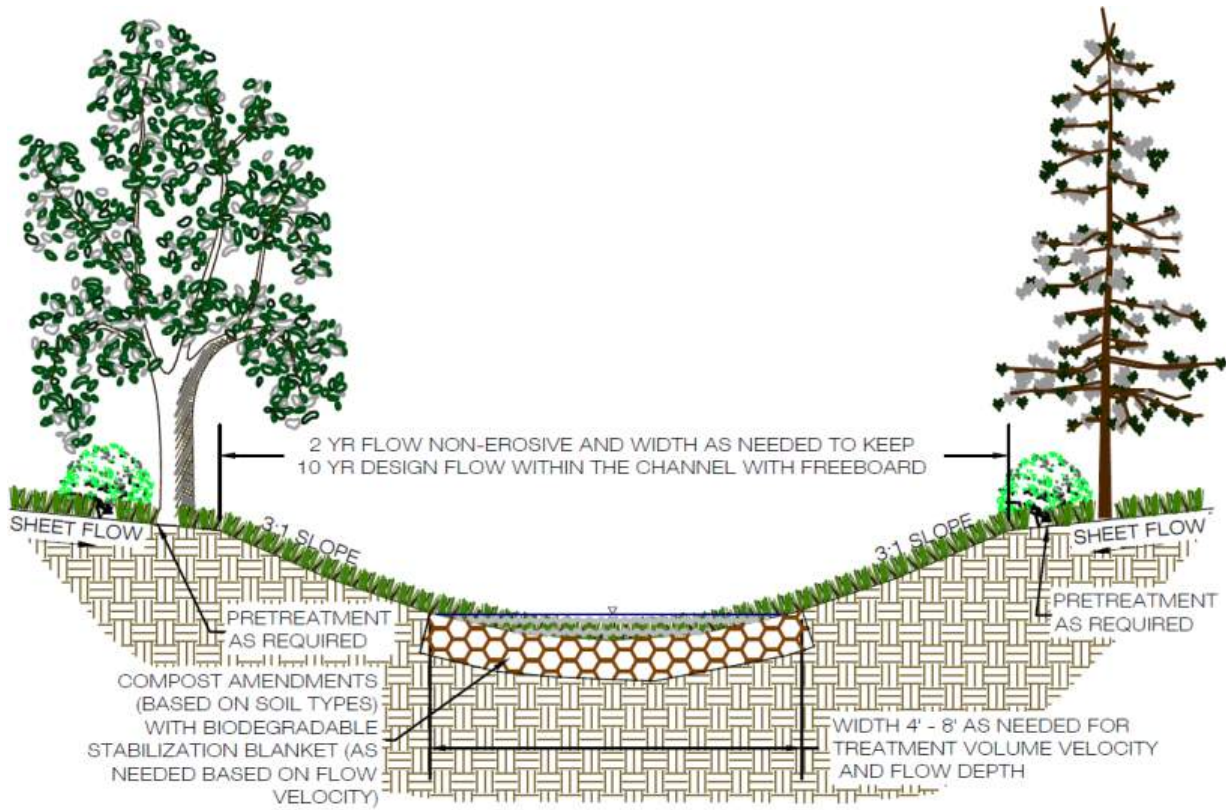 2 YR FLOW NON-EROSIVE AND WIDTH AS NEEDED TO KEEP
10 YR DESIGN FLOW WITHIN THE CHANNEL WITH FREEBOARD
SHEET FLOW
3:1 SLOPE
3:1 SLOPE
SHEET FLOW
PRETREATMENT
AS REQUIRED
PRETREATMENT
AS REQUIRED
COMPOST AMENDMENTS
(BASED ON SOIL TYPES)
WITH BIODEGRADABLE
STABILIZATION BLANKET (AS
NEEDED BASED ON FLOW
VELOCITY)
WIDTH 4' - 8' AS NEEDED FOR
TREATMENT VOLUME VELOCITY
AND FLOW DEPTH